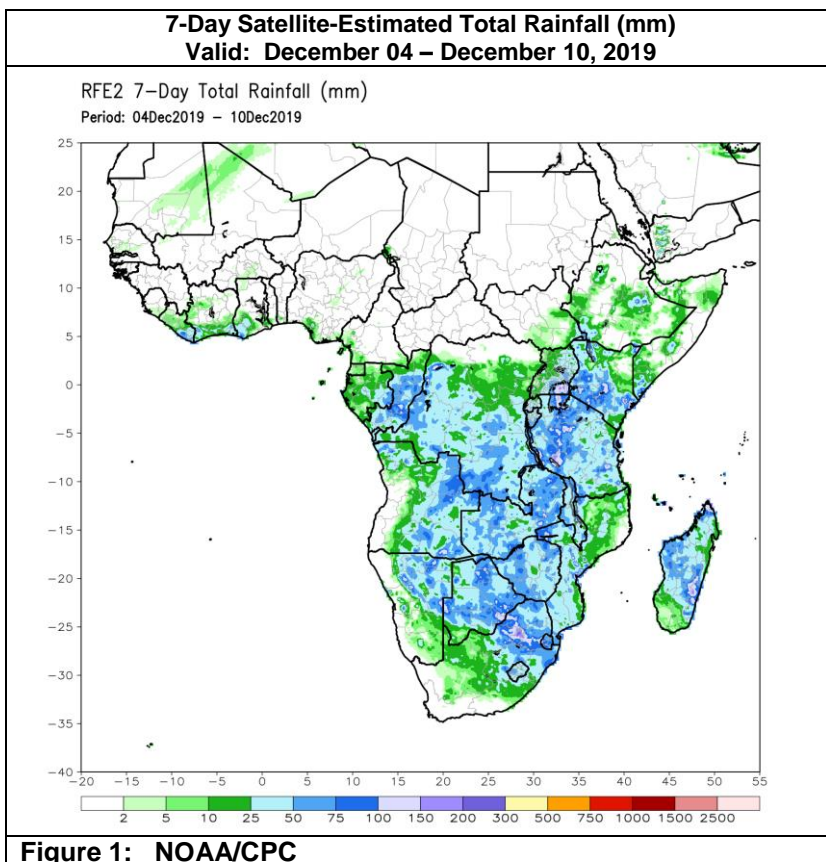 7-Day Satellite-Estimated Total Rainfall (mm)
Valid:  December 04 – December 10, 2019
RFE2 7-Day Total Rainfall (mm)
Period: 04Dec2019 - 10Dec2019
25
20
15
10
5
0
-5
-10
-15
-20
-25
-30
-35
-40
-20 -15 -10 -5 0 5 10 15 20 25 30 35 40 45 50 55
2 5 10 25 50 75 100 150 200 300 500 750 1000 1500 2500
Figure 1:   NOAA/CPC